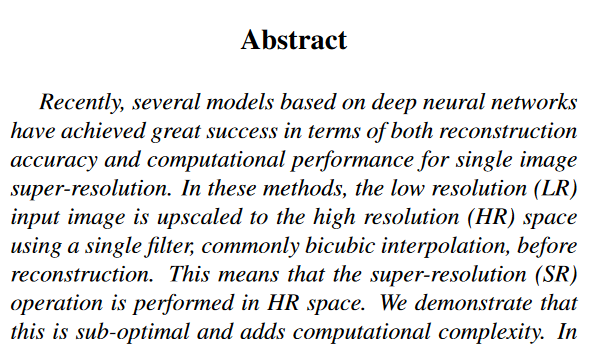 Abstract
Recently, several models based on deep neural networks
have achieved great success in terms of both reconstruction
accuracy and computational performance for single image
super-resolution. In these methods, the low resolution (LR)
input image is upscaled to the high resolution (HR) space
using a single filter, commonly bicubic interpolation, before
reconstruction. This means that the super-resolution (SR)
operation is performed in HR space. We demonstrate that
this is sub-optimal and adds computational complexity. In